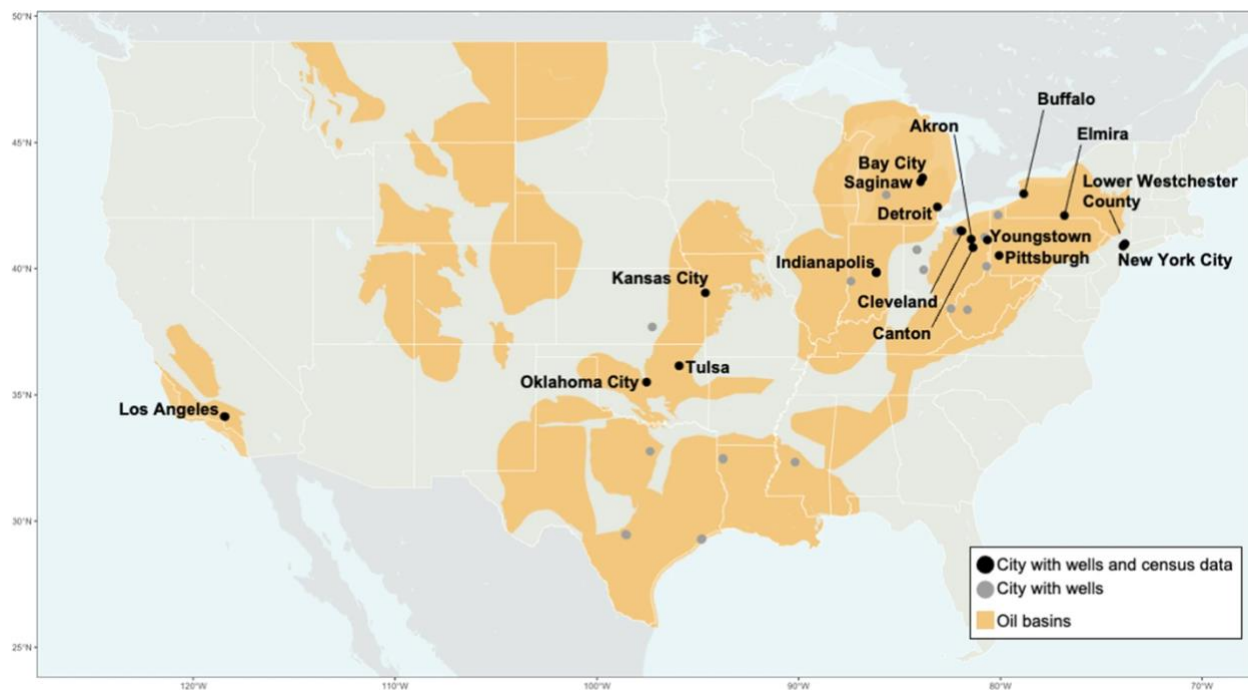 50°N
45°N
40°N
35°N
30°N
25°N
120°W
110°W
100°W
90°W
80°W
70°W
Buffalo
Akron
Elmira
Bay City
Saginaw
Lower Westchester
County
Detroit
Youngstown
Pittsburgh
New York City
Indianapolis
Kansas City
Cleveland
Canton
Tulsa
Oklahoma City
Los Angeles
City with wells and census data
City with wells
Oil basins